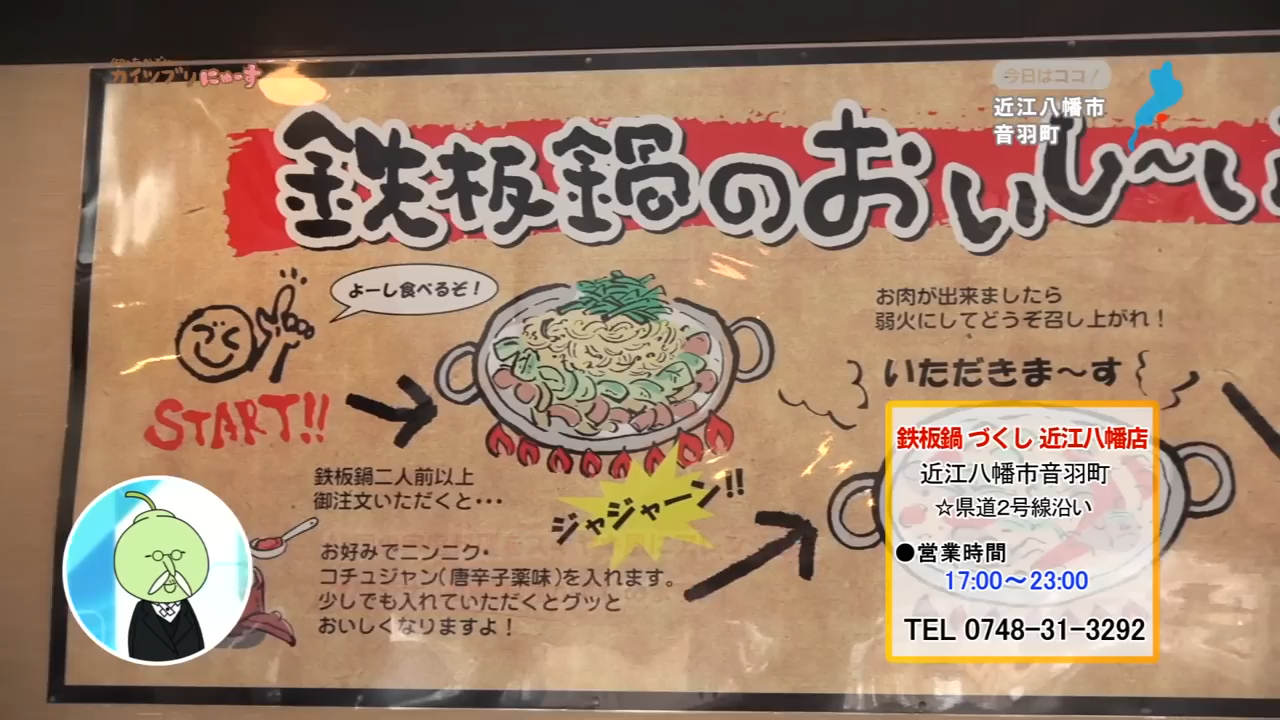 カイツブリにゅーす
今日はココ！
近江八幡市
音羽町
鉄板鍋のおいし～い
よーし食べるぞ！
づく
START!!
お肉が出来ましたら
弱火にしてどうぞ召し上がれ！
いただきま～す
鉄板鍋二人前以上
御注文いただくと・・・
ジャジャーン!!
お好みでニンニク・
コチュジャン(唐辛子薬味)を入れます。
少しでも入れていただくとグッと
おいしくなりますよ！
鉄板鍋 づくし 近江八幡店
近江八幡市音羽町
☆県道2号線沿い
●営業時間
17:00～23:00
TEL 0748-31-3292